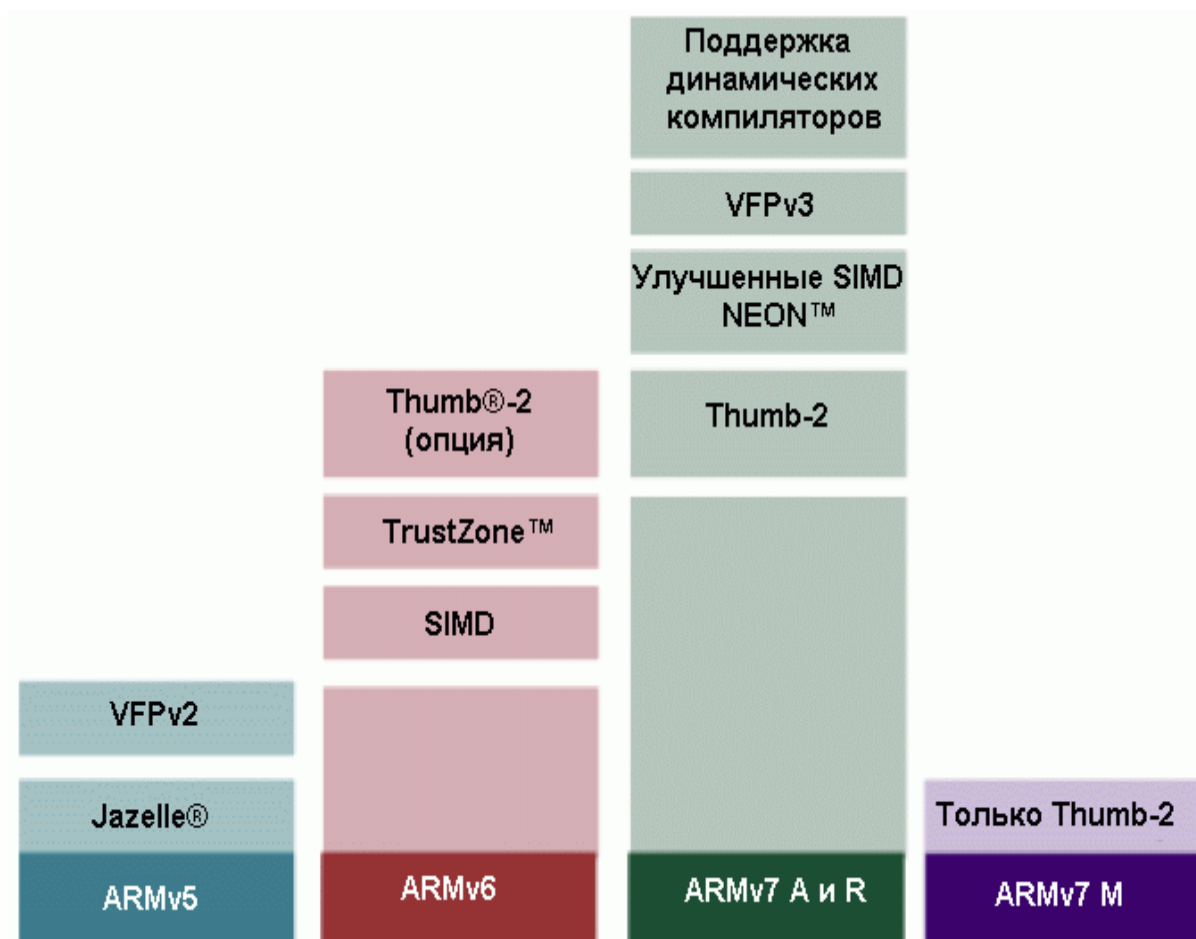 Поддержка
динамических
компиляторов
VFPv3
Улучшенные SIMD
NEON™
Thumb®-2
(опция)
Thumb-2
TrustZone™
SIMD
VFPv2
Jazelle®
Только Thumb-2
ARMv5
ARMv6
ARMv7 А и R
ARMv7 M